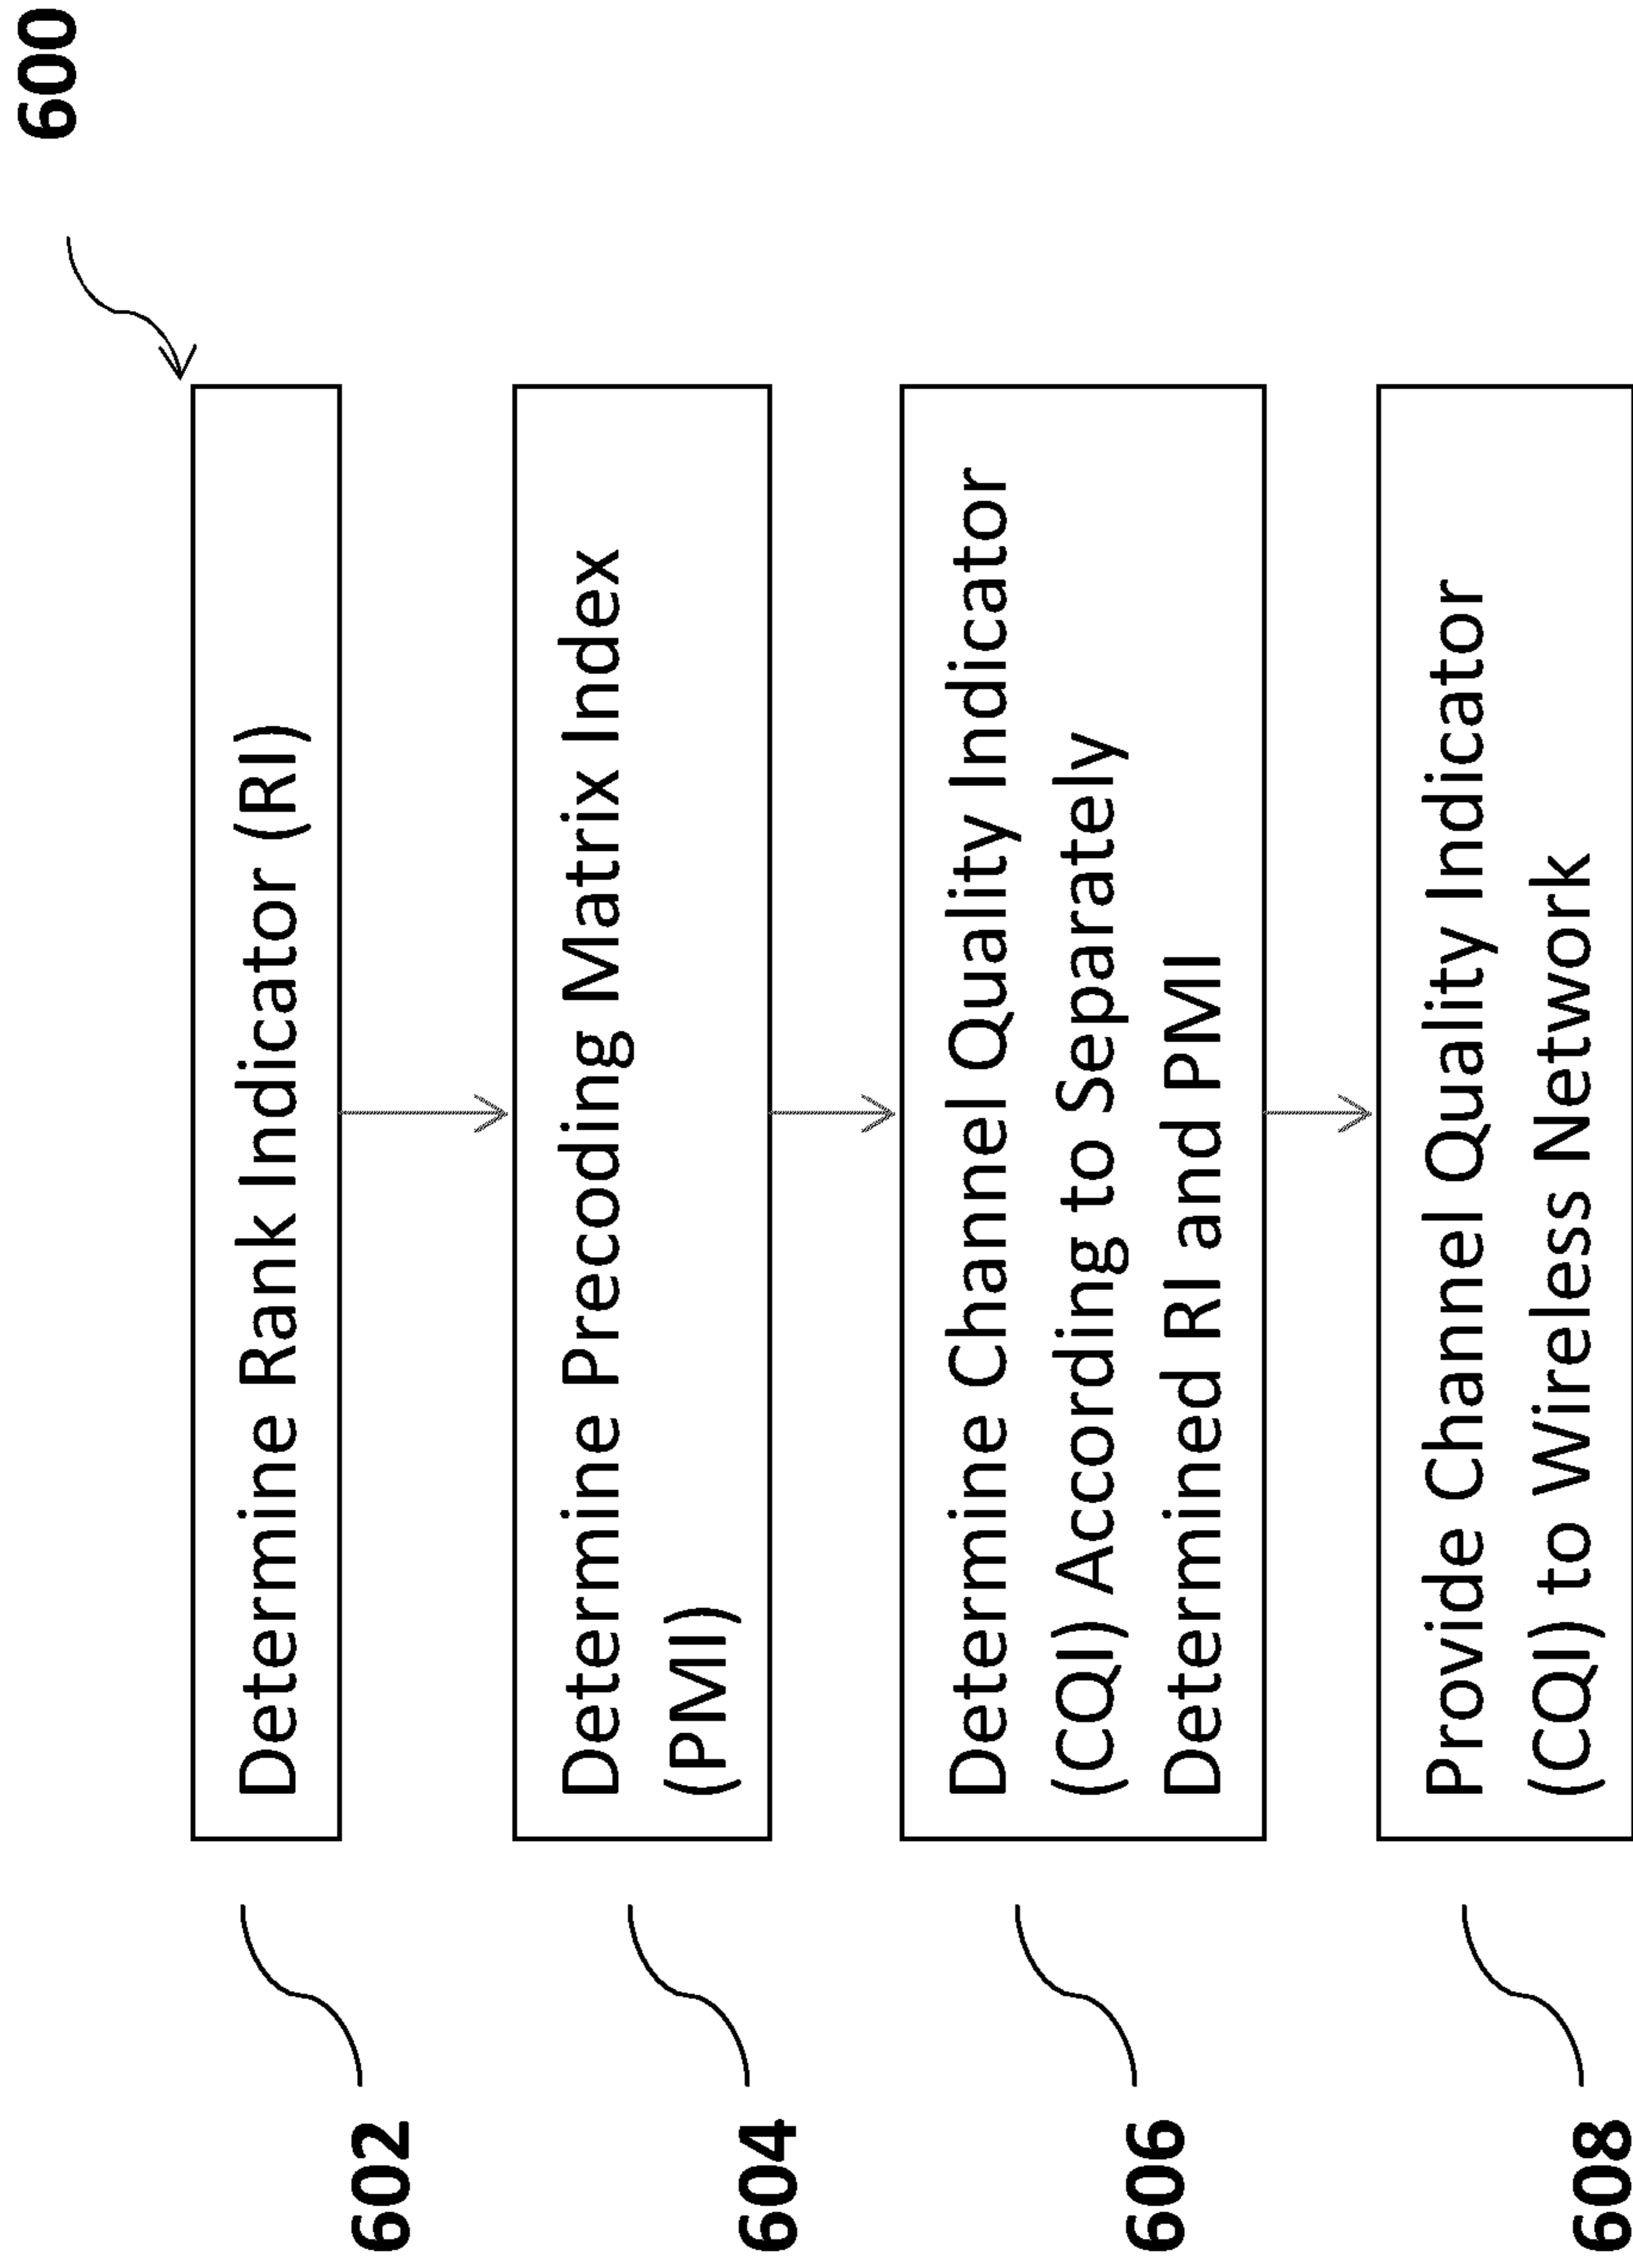 600
602
Determine Rank Indicator (RI)
604
Determine Precoding Matrix Index
(PMI)
606
Determine Channel Quality Indicator
(CQI) According to Separately
Determined RI and PMI
608
Provide Channel Quality Indicator
(CQI) to Wireless Network